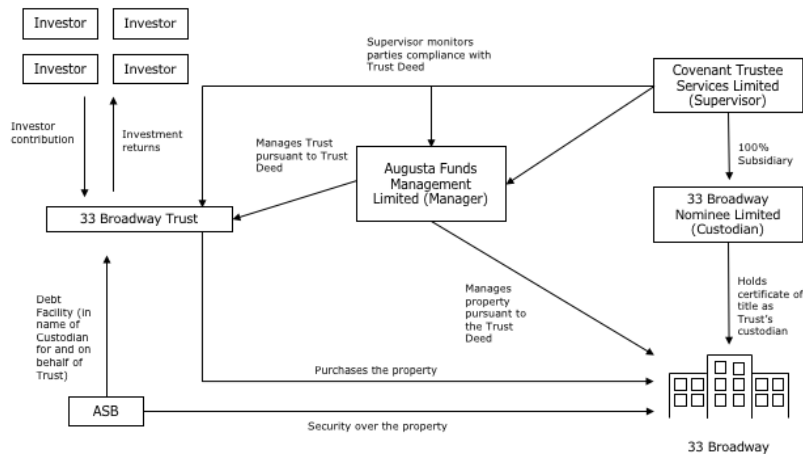 Investor
Investor
Investor
Investor
Supervisor monitors
parties compliance with
Trust Deed
Covenant Trustee
Services Limited
(Supervisor)
Investor
contribution
Investment
returns
Manages Trust
pursuant to Trust
Deed
100%
Subsidiary
Augusta Funds
Management
Limited (Manager)
33 Broadway Trust
33 Broadway
Nominee Limited
(Custodian)
Debt
Facility (in
name of
Custodian
for and on
behalf of
Trust)
Manages
property
pursuant to
the Trust
Deed
Holds
certificate of
title as
Trust's
custodian
Purchases the property
ASB
Security over the property
33 Broadway